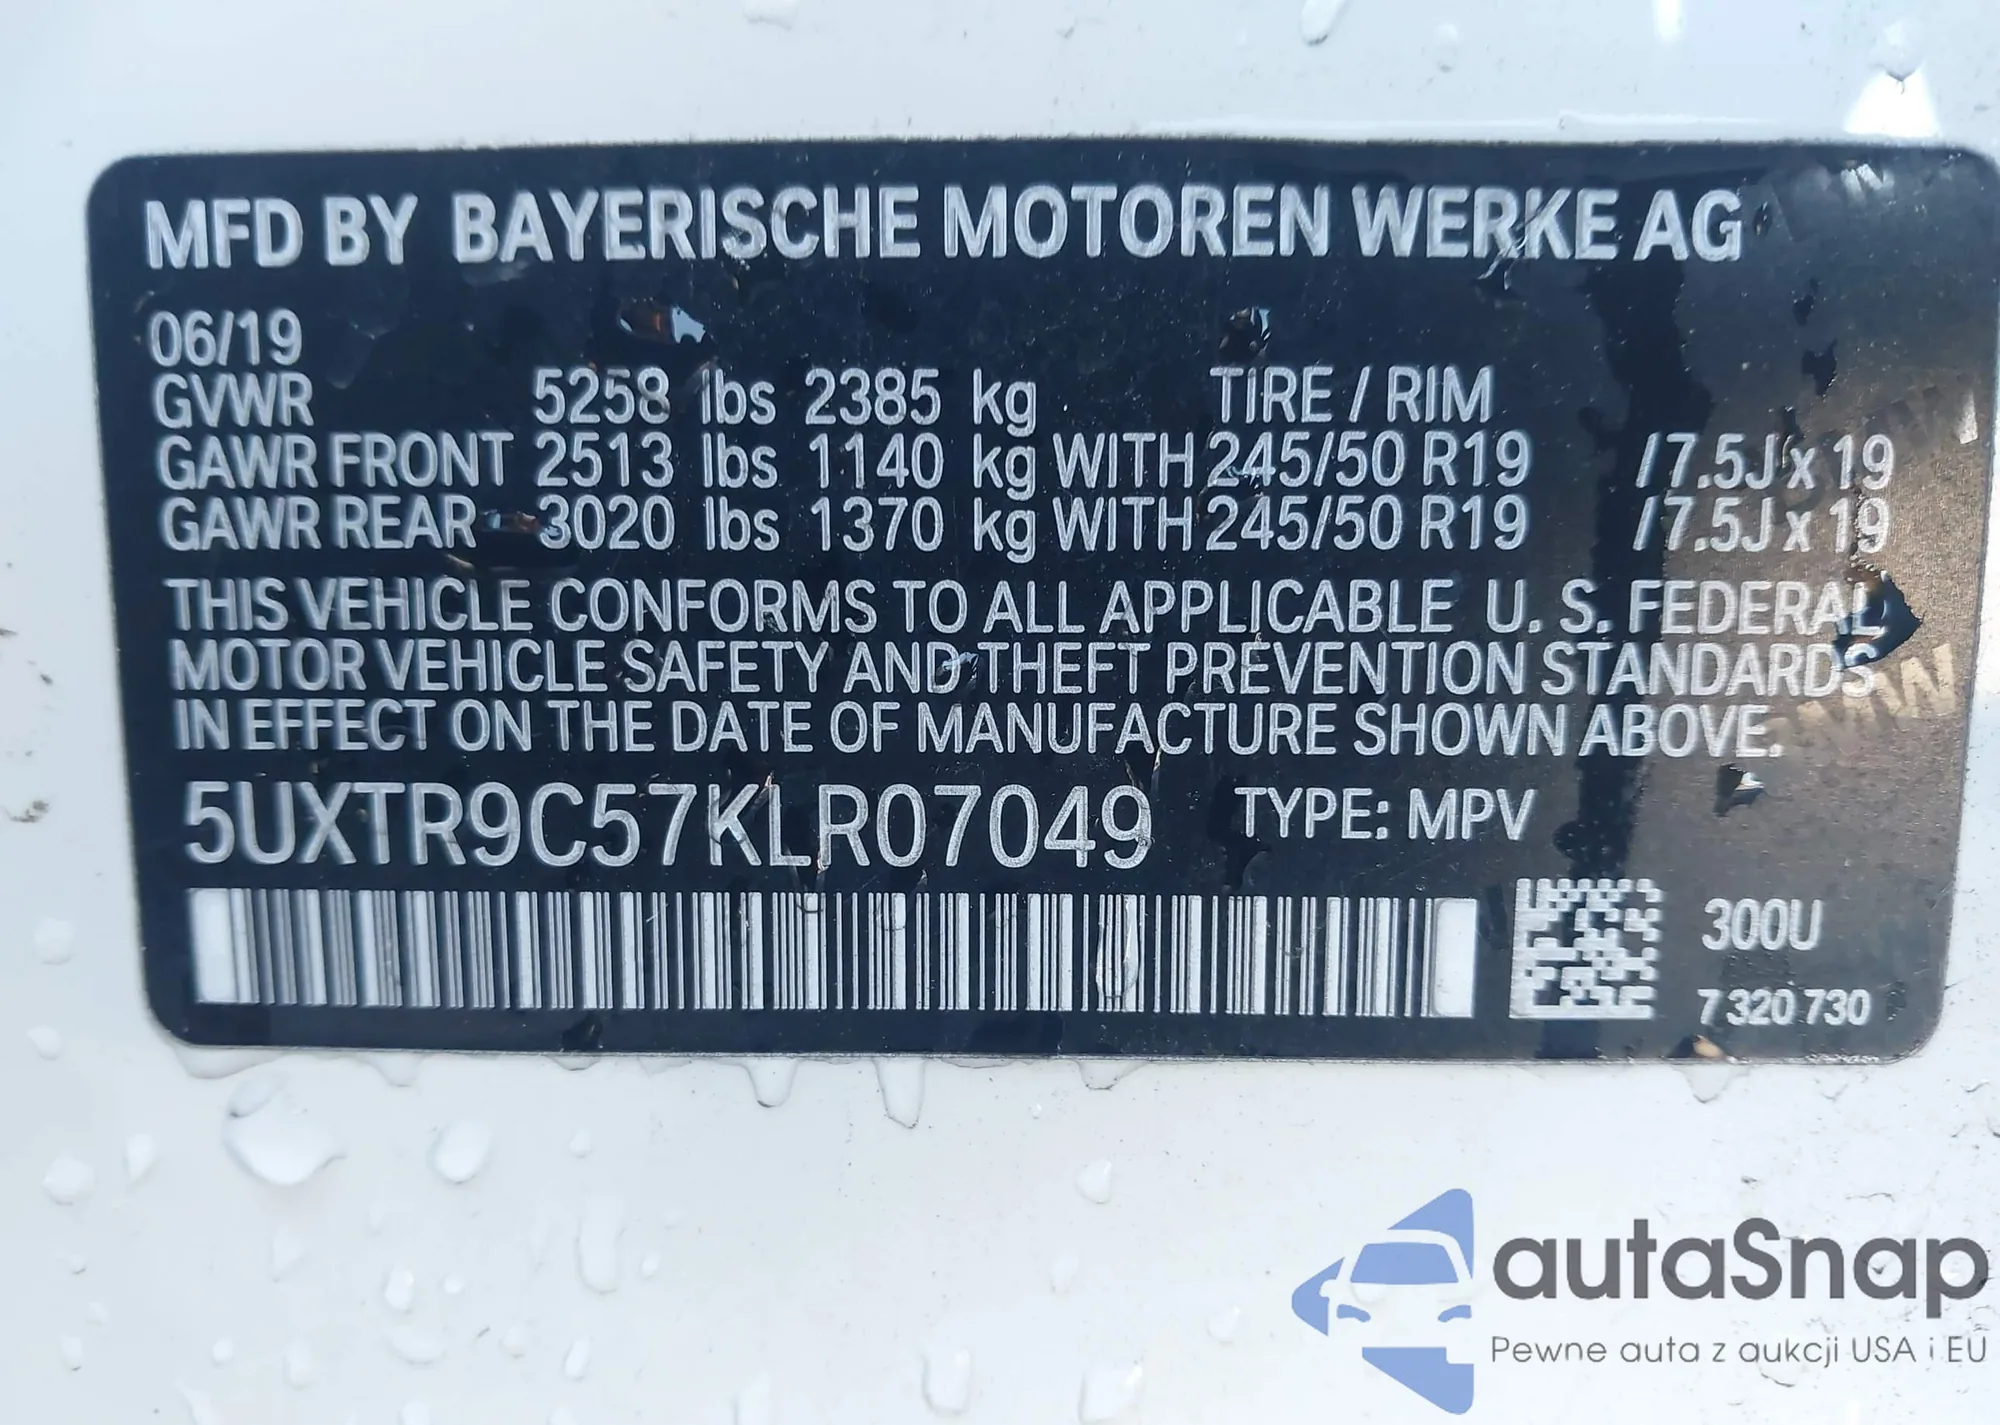 MFD BY BAYERISCHE MOTOREN WERKE AG
06/19
GVWR 5258 lbs 2385 kg TIRE / RIM
GAWR FRONT 2513 lbs 1140 kg WITH 245/50 R19 /7.5J x 19
GAWR REAR 3020 lbs 1370 kg WITH 245/50 R19 /7.5J x 19
THIS VEHICLE CONFORMS TO ALL APPLICABLE U. S. FEDERAL
MOTOR VEHICLE SAFETY AND THEFT PREVENTION STANDARDS
IN EFFECT ON THE DATE OF MANUFACTURE SHOWN ABOVE.
5UXTR9C57KLR07049 TYPE: MPV
300U
7 320 730
autaSnap
Pewne auta z aukcji USA i EU